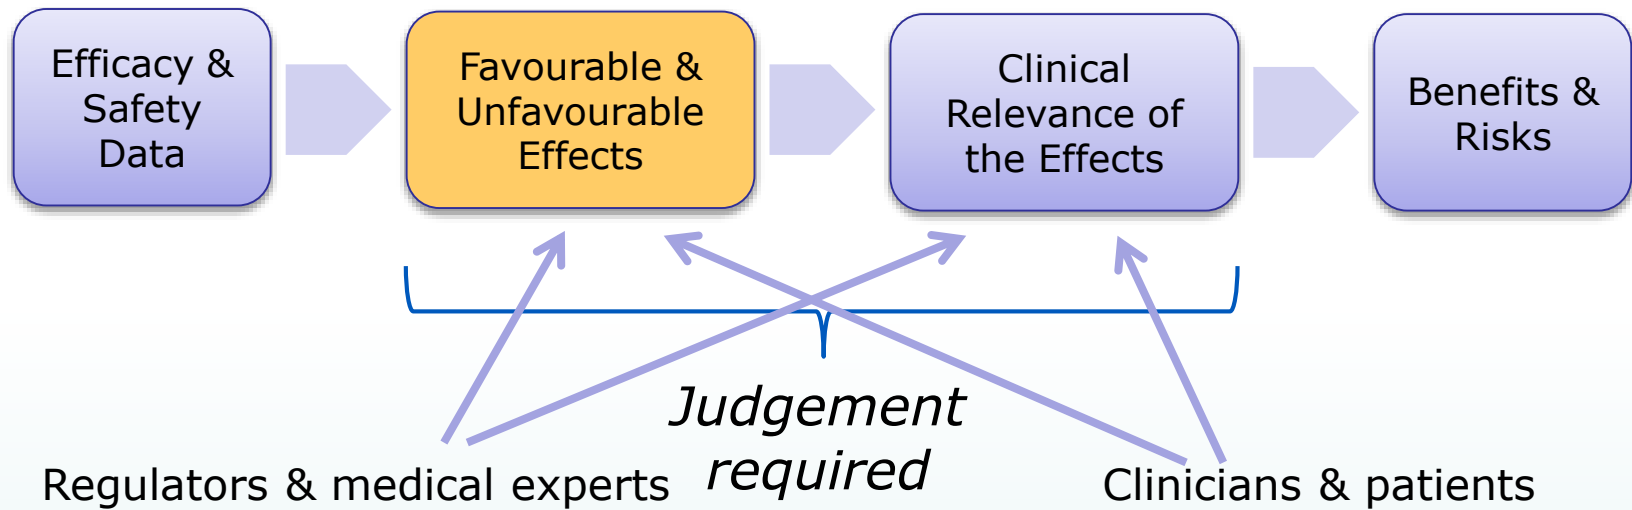 Efficacy &
Safety
Data
Favourable &
Unfavourable
Effects
Clinical
Relevance of
the Effects
Benefits &
Risks
Judgement
required
Regulators & medical experts
Clinicians & patients